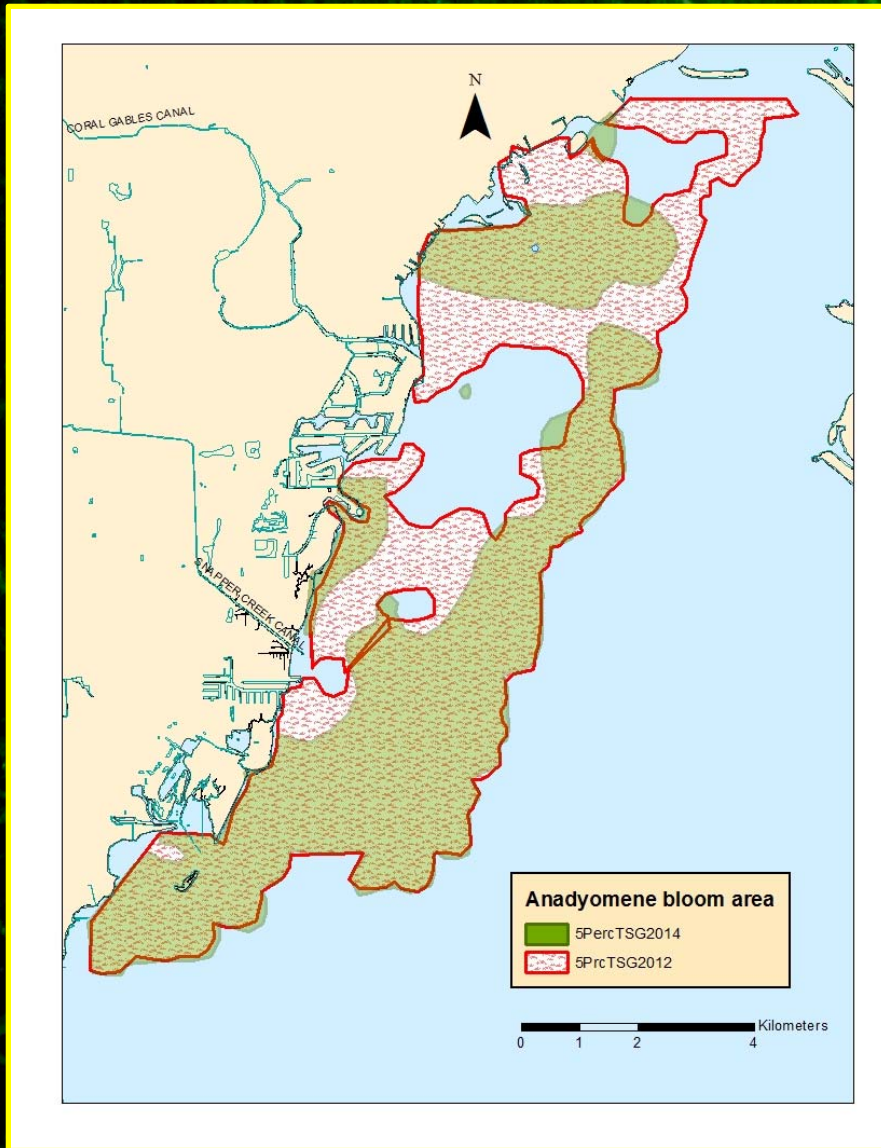 N
CORAL GABLES CANAL
SNAPPER CREEK CANAL
Anadyomene bloom area
5PercTSG2014
5PrcTSG2012
Kilometers
0 1 2 4